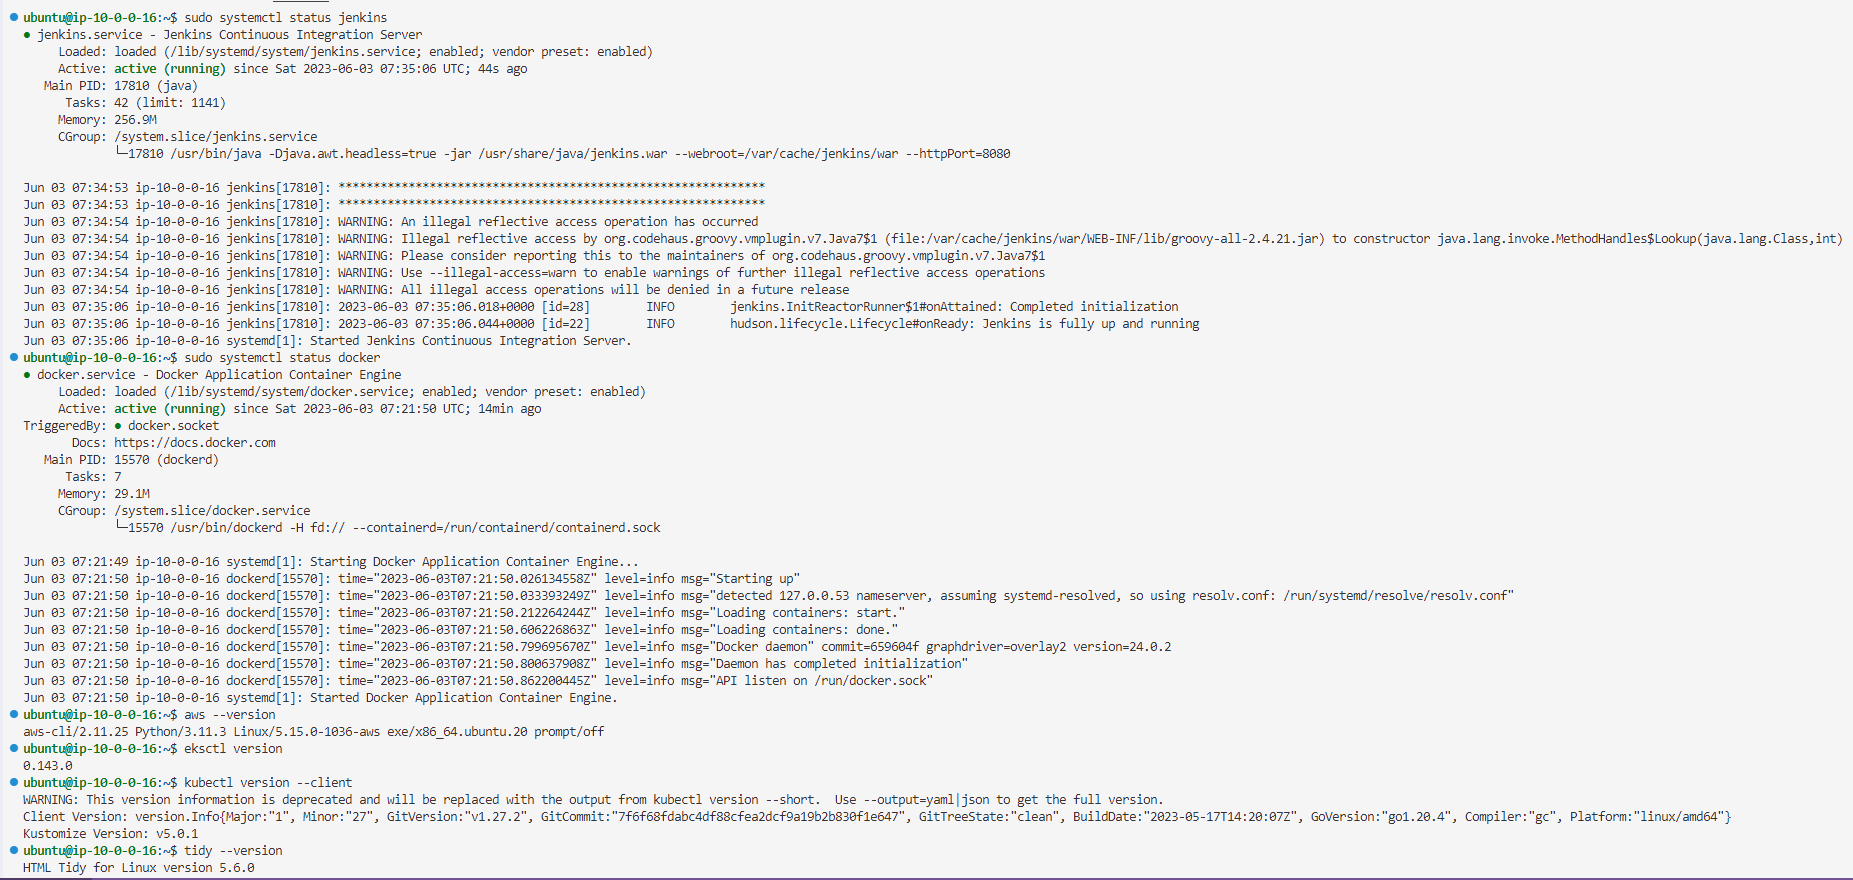 ubuntu@ip-10-0-0-16:~$ sudo systemctl status jenkins
● jenkins.service - Jenkins Continuous Integration Server
Loaded: loaded (/lib/systemd/system/jenkins.service; enabled; vendor preset: enabled)
Active: active (running) since Sat 2023-06-03 07:35:06 UTC; 44s ago
Main PID: 17810 (java)
Tasks: 42 (limit: 1141)
Memory: 256.9M
CGroup: /system.slice/jenkins.service
└─17810 /usr/bin/java -Djava.awt.headless=true -jar /usr/share/java/jenkins.war --webroot=/var/cache/jenkins/war --httpPort=8080
Jun 03 07:34:53 ip-10-0-0-16 jenkins[17810]: *************************************************************
Jun 03 07:34:53 ip-10-0-0-16 jenkins[17810]: *************************************************************
Jun 03 07:34:54 ip-10-0-0-16 jenkins[17810]: WARNING: An illegal reflective access operation has occurred
Jun 03 07:34:54 ip-10-0-0-16 jenkins[17810]: WARNING: Illegal reflective access by org.codehaus.groovy.vmplugin.v7.Java7$1 (file:/var/cache/jenkins/war/WEB-INF/lib/groovy-all-2.4.21.jar) to constructor java.lang.invoke.MethodHandles$Lookup(java.lang.Class,int)
Jun 03 07:34:54 ip-10-0-0-16 jenkins[17810]: WARNING: Please consider reporting this to the maintainers of org.codehaus.groovy.vmplugin.v7.Java7$1
Jun 03 07:34:54 ip-10-0-0-16 jenkins[17810]: WARNING: Use --illegal-access=warn to enable warnings of further illegal reflective access operations
Jun 03 07:34:54 ip-10-0-0-16 jenkins[17810]: WARNING: All illegal access operations will be denied in a future release
Jun 03 07:35:06 ip-10-0-0-16 jenkins[17810]: 2023-06-03 07:35:06.018+0000 [id=28] INFO jenkins.InitReactorRunner$1#onAttained: Completed initialization
Jun 03 07:35:06 ip-10-0-0-16 jenkins[17810]: 2023-06-03 07:35:06.044+0000 [id=22] INFO hudson.lifecycle.Lifecycle#onReady: Jenkins is fully up and running
Jun 03 07:35:06 ip-10-0-0-16 systemd[1]: Started Jenkins Continuous Integration Server.
ubuntu@ip-10-0-0-16:~$ sudo systemctl status docker
● docker.service - Docker Application Container Engine
Loaded: loaded (/lib/systemd/system/docker.service; enabled; vendor preset: enabled)
Active: active (running) since Sat 2023-06-03 07:21:50 UTC; 14min ago
TriggeredBy: ● docker.socket
Docs: https://docs.docker.com
Main PID: 15570 (dockerd)
Tasks: 7
Memory: 29.1M
CGroup: /system.slice/docker.service
└─15570 /usr/bin/dockerd -H fd:// --containerd=/run/containerd/containerd.sock
Jun 03 07:21:49 ip-10-0-0-16 systemd[1]: Starting Docker Application Container Engine...
Jun 03 07:21:50 ip-10-0-0-16 dockerd[15570]: time="2023-06-03T07:21:50.026134558Z" level=info msg="Starting up"
Jun 03 07:21:50 ip-10-0-0-16 dockerd[15570]: time="2023-06-03T07:21:50.033393249Z" level=info msg="detected 127.0.0.53 nameserver, assuming systemd-resolved, so using resolv.conf: /run/systemd/resolve/resolv.conf"
Jun 03 07:21:50 ip-10-0-0-16 dockerd[15570]: time="2023-06-03T07:21:50.212264244Z" level=info msg="Loading containers: start."
Jun 03 07:21:50 ip-10-0-0-16 dockerd[15570]: time="2023-06-03T07:21:50.606226863Z" level=info msg="Loading containers: done."
Jun 03 07:21:50 ip-10-0-0-16 dockerd[15570]: time="2023-06-03T07:21:50.799695670Z" level=info msg="Docker daemon" commit=659604f graphdriver=overlay2 version=24.0.2
Jun 03 07:21:50 ip-10-0-0-16 dockerd[15570]: time="2023-06-03T07:21:50.800637908Z" level=info msg="Daemon has completed initialization"
Jun 03 07:21:50 ip-10-0-0-16 dockerd[15570]: time="2023-06-03T07:21:50.862200445Z" level=info msg="API listen on /run/docker.sock"
Jun 03 07:21:50 ip-10-0-0-16 systemd[1]: Started Docker Application Container Engine.
ubuntu@ip-10-0-0-16:~$ aws --version
aws-cli/2.11.25 Python/3.11.3 Linux/5.15.0-1036-aws exe/x86_64.ubuntu.20 prompt/off
ubuntu@ip-10-0-0-16:~$ eksctl version
0.143.0
ubuntu@ip-10-0-0-16:~$ kubectl version --client
WARNING: This version information is deprecated and will be replaced with the output from kubectl version --short.  Use --output=yaml|json to get the full version.
Client Version: version.Info{Major:"1", Minor:"27", GitVersion:"v1.27.2", GitCommit:"7f6f68fdabc4df88cfea2dcf9a19b2b830f1e647", GitTreeState:"clean", BuildDate:"2023-05-17T14:20:07Z", GoVersion:"go1.20.4", Compiler:"gc", Platform:"linux/amd64"}
Kustomize Version: v5.0.1
ubuntu@ip-10-0-0-16:~$ tidy --version
HTML Tidy for Linux version 5.6.0